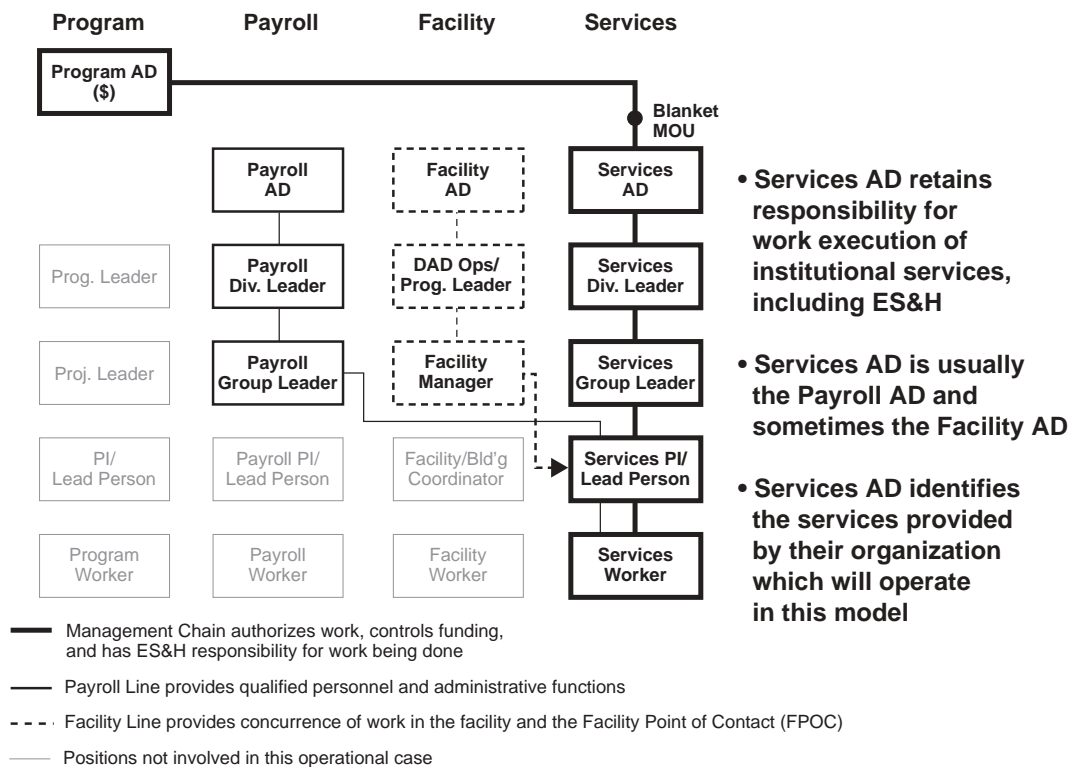 Program Payroll Facility Services
Program AD
($)
Blanket
MOU
Payroll
AD
Facility
AD
Services
AD
Prog. Leader
Payroll
Div. Leader
DAD Ops/
Prog. Leader
Services
Div. Leader
Proj. Leader
Payroll
Group Leader
Facility
Manager
Services
Group Leader
PI/
Lead Person
Payroll PI/
Lead Person
Facility/Bld'g
Coordinator
Services PI/
Lead Person
Program
Worker
Payroll
Worker
Facility
Worker
Services
Worker
• Services AD retains
responsibility for
work execution of
institutional services,
including ES&H
• Services AD is usually
the Payroll AD and
sometimes the Facility AD
• Services AD identifies
the services provided
by their organization
which will operate
in this model
Management Chain authorizes work, controls funding,
and has ES&H responsibility for work being done
Payroll Line provides qualified personnel and administrative functions
Facility Line provides concurrence of work in the facility and the Facility Point of Contact (FPOC)
Positions not involved in this operational case